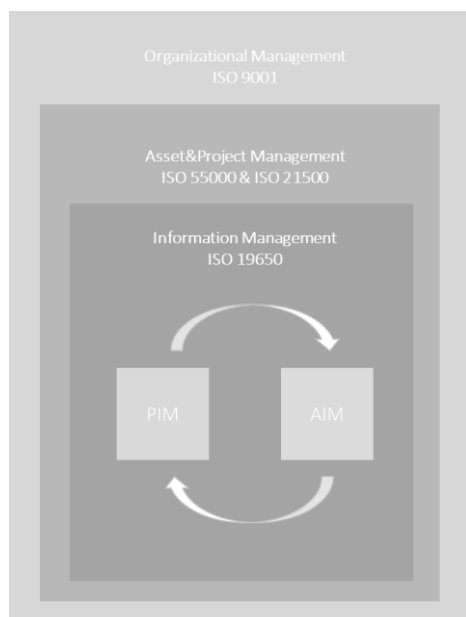 Organizational Management
ISO 9001
Asset&Project Management
ISO 55000 & ISO 21500
Information Management
ISO 19650
PIM
AIM